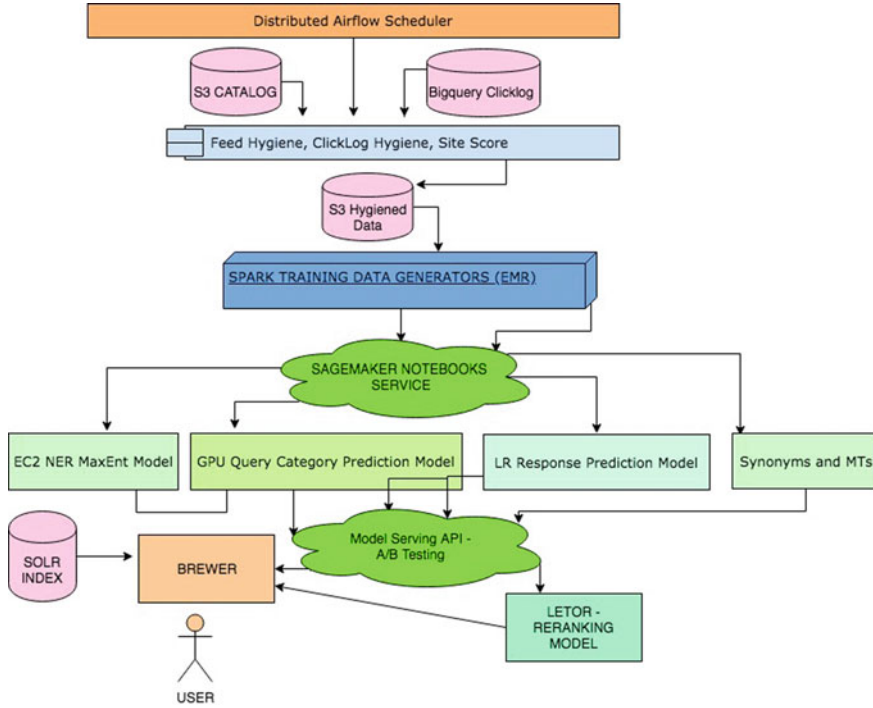 Distributed Airflow Scheduler
S3 CATALOG
Bigquery Clicklog
Feed Hygiene, ClickLog Hygiene, Site Score
S3 Hygiened
Data
SPARK TRAINING DATA GENERATORS (EMR)
SAGEMAKER NOTEBOOKS
SERVICE
EC2 NER MaxEnt Model
GPU Query Category Prediction Model
LR Response Prediction Model
Synonyms and MTs
Model Serving API -
A/B Testing
SOLR
INDEX
BREWER
LETOR -
RERANKING
MODEL
USER